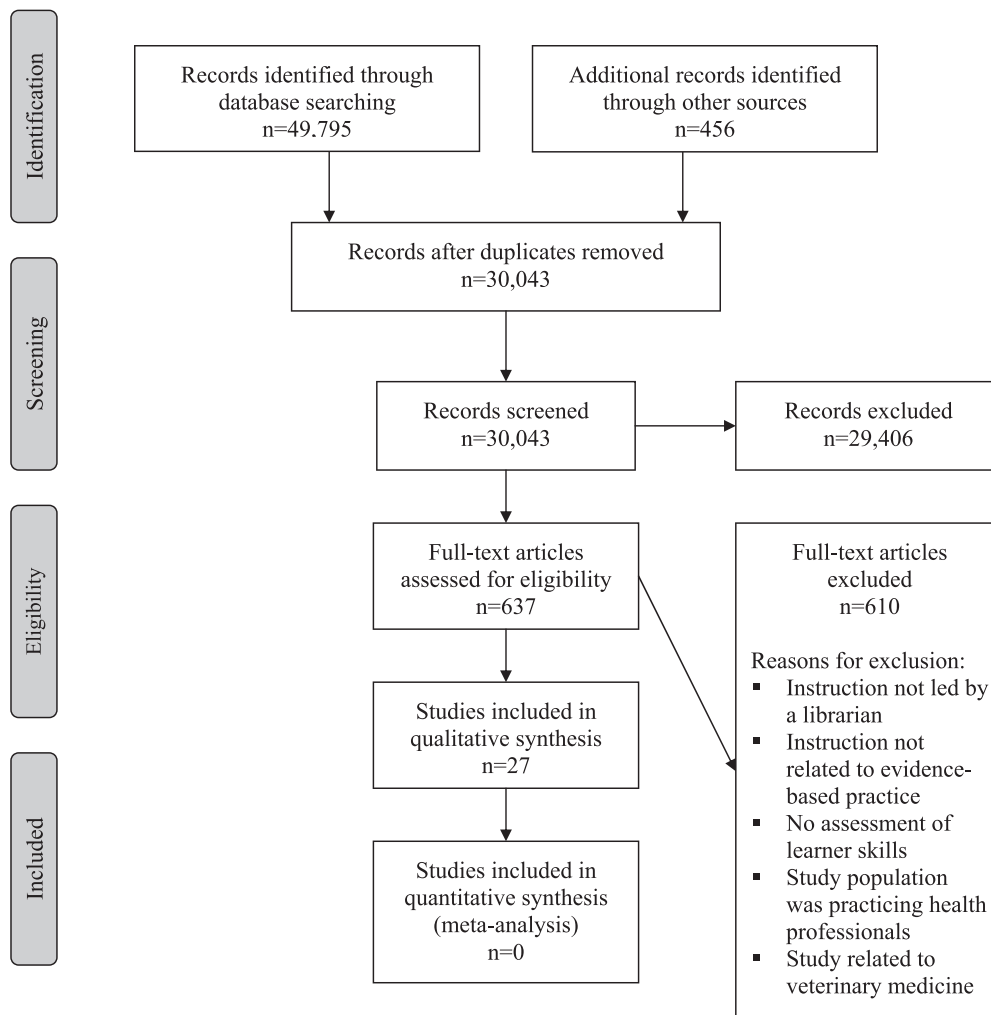 Identification
Records identified through
database searching
n=49,795
Additional records identified
through other sources
n=456
Records after duplicates removed
n=30,043
Screening
Records screened
n=30,043
Records excluded
n=29,406
Eligibility
Full-text articles
assessed for eligibility
n=637
Full-text articles
excluded
n=610
Reasons for exclusion:
▪ Instruction not led by
a librarian
▪ Instruction not
related to evidence-
based practice
▪ No assessment of
learner skills
▪ Study population
was practicing health
professionals
▪ Study related to
veterinary medicine
Studies included in
qualitative synthesis
n=27
Included
Studies included in
quantitative synthesis
(meta-analysis)
n=0